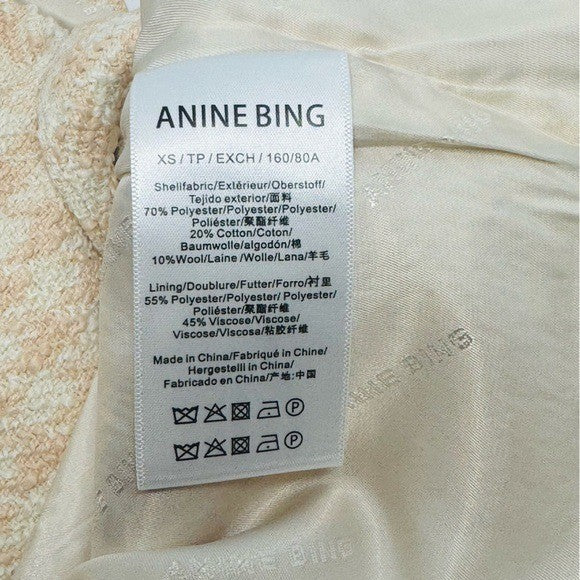 ANINE BING
XS / TP / EXCH / 160/80A
Shellfabric/Extérieur/Oberstoff/
Tejido exterior/面料
70% Polyester/Polyester/Polyester/
Poliéster/聚酯纤维
20% Cotton/Coton/
Baumwolle/algodón/棉
10%Wool/Laine /Wolle/Lana/羊毛
Lining/Doublure/Futter/Forro/衬里
55% Polyester/Polyester/ Polyester/
Poliéster/聚酯纤维
45% Viscose/Viscose/
Viscose/Viscosa/粘胶纤维
Made in China/Fabriqué in Chine/
Hergestellt in China/
Fabricado en China/产地:中国
P
P
ANINE BING
ANINE BING